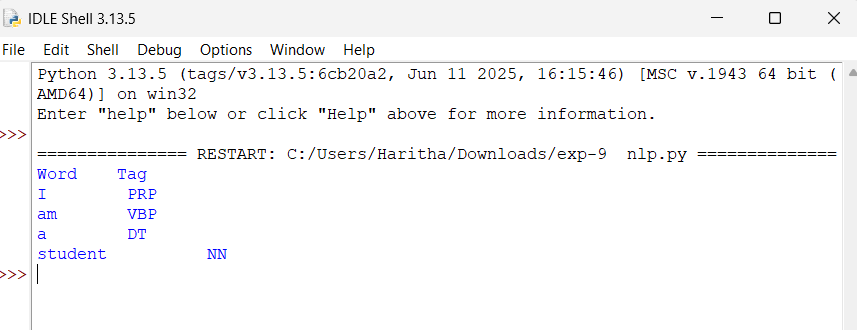 IDLE Shell 3.13.5
File Edit Shell Debug Options Window Help
Python 3.13.5 (tags/v3.13.5:6cb20a2, Jun 11 2025, 16:15:46) [MSC v.1943 64 bit (
AMD64)] on win32
Enter "help" below or click "Help" above for more information.
>>>
=============== RESTART: C:/Users/Haritha/Downloads/exp-9  nlp.py ==============
Word    Tag
I        PRP
am       VBP
a        DT
student          NN
>>>